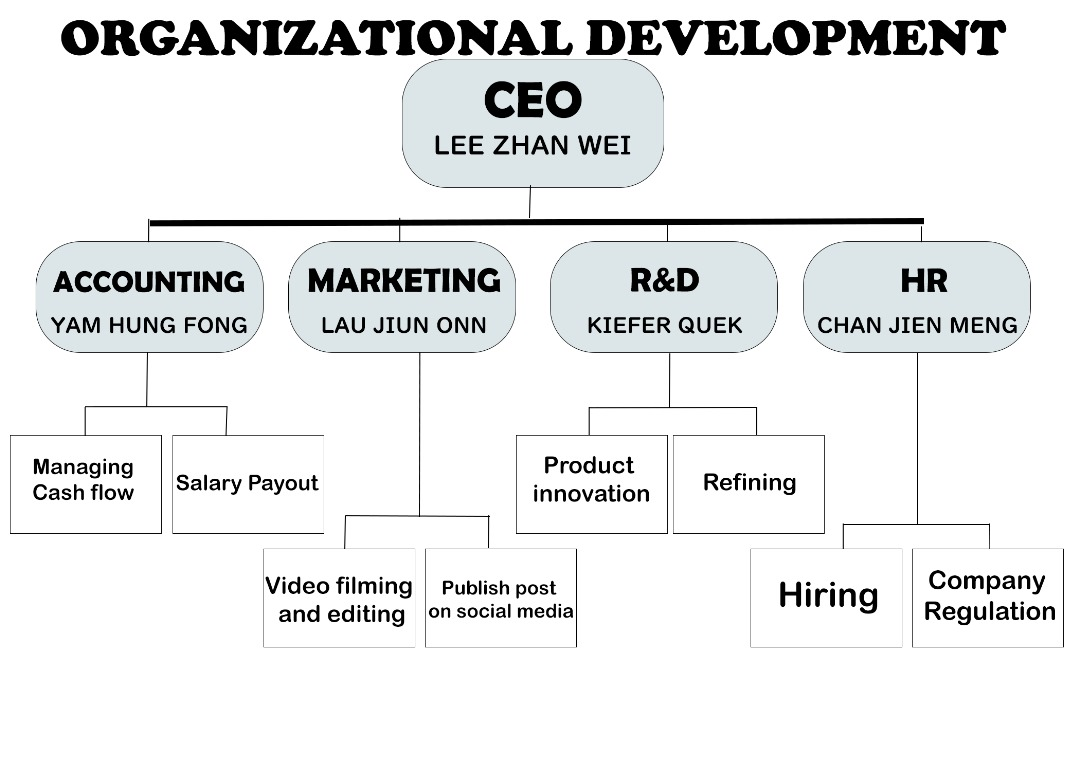 ORGANIZATIONAL DEVELOPMENT
CEO
LEE ZHAN WEI
ACCOUNTING
YAM HUNG FONG
MARKETING
LAU JIUN ONN
R&D
KIEFER QUEK
HR
CHAN JIEN MENG
Managing
Cash flow
Salary Payout
Product
innovation
Refining
Video filming
and editing
Publish post
on social media
Hiring
Company
Regulation